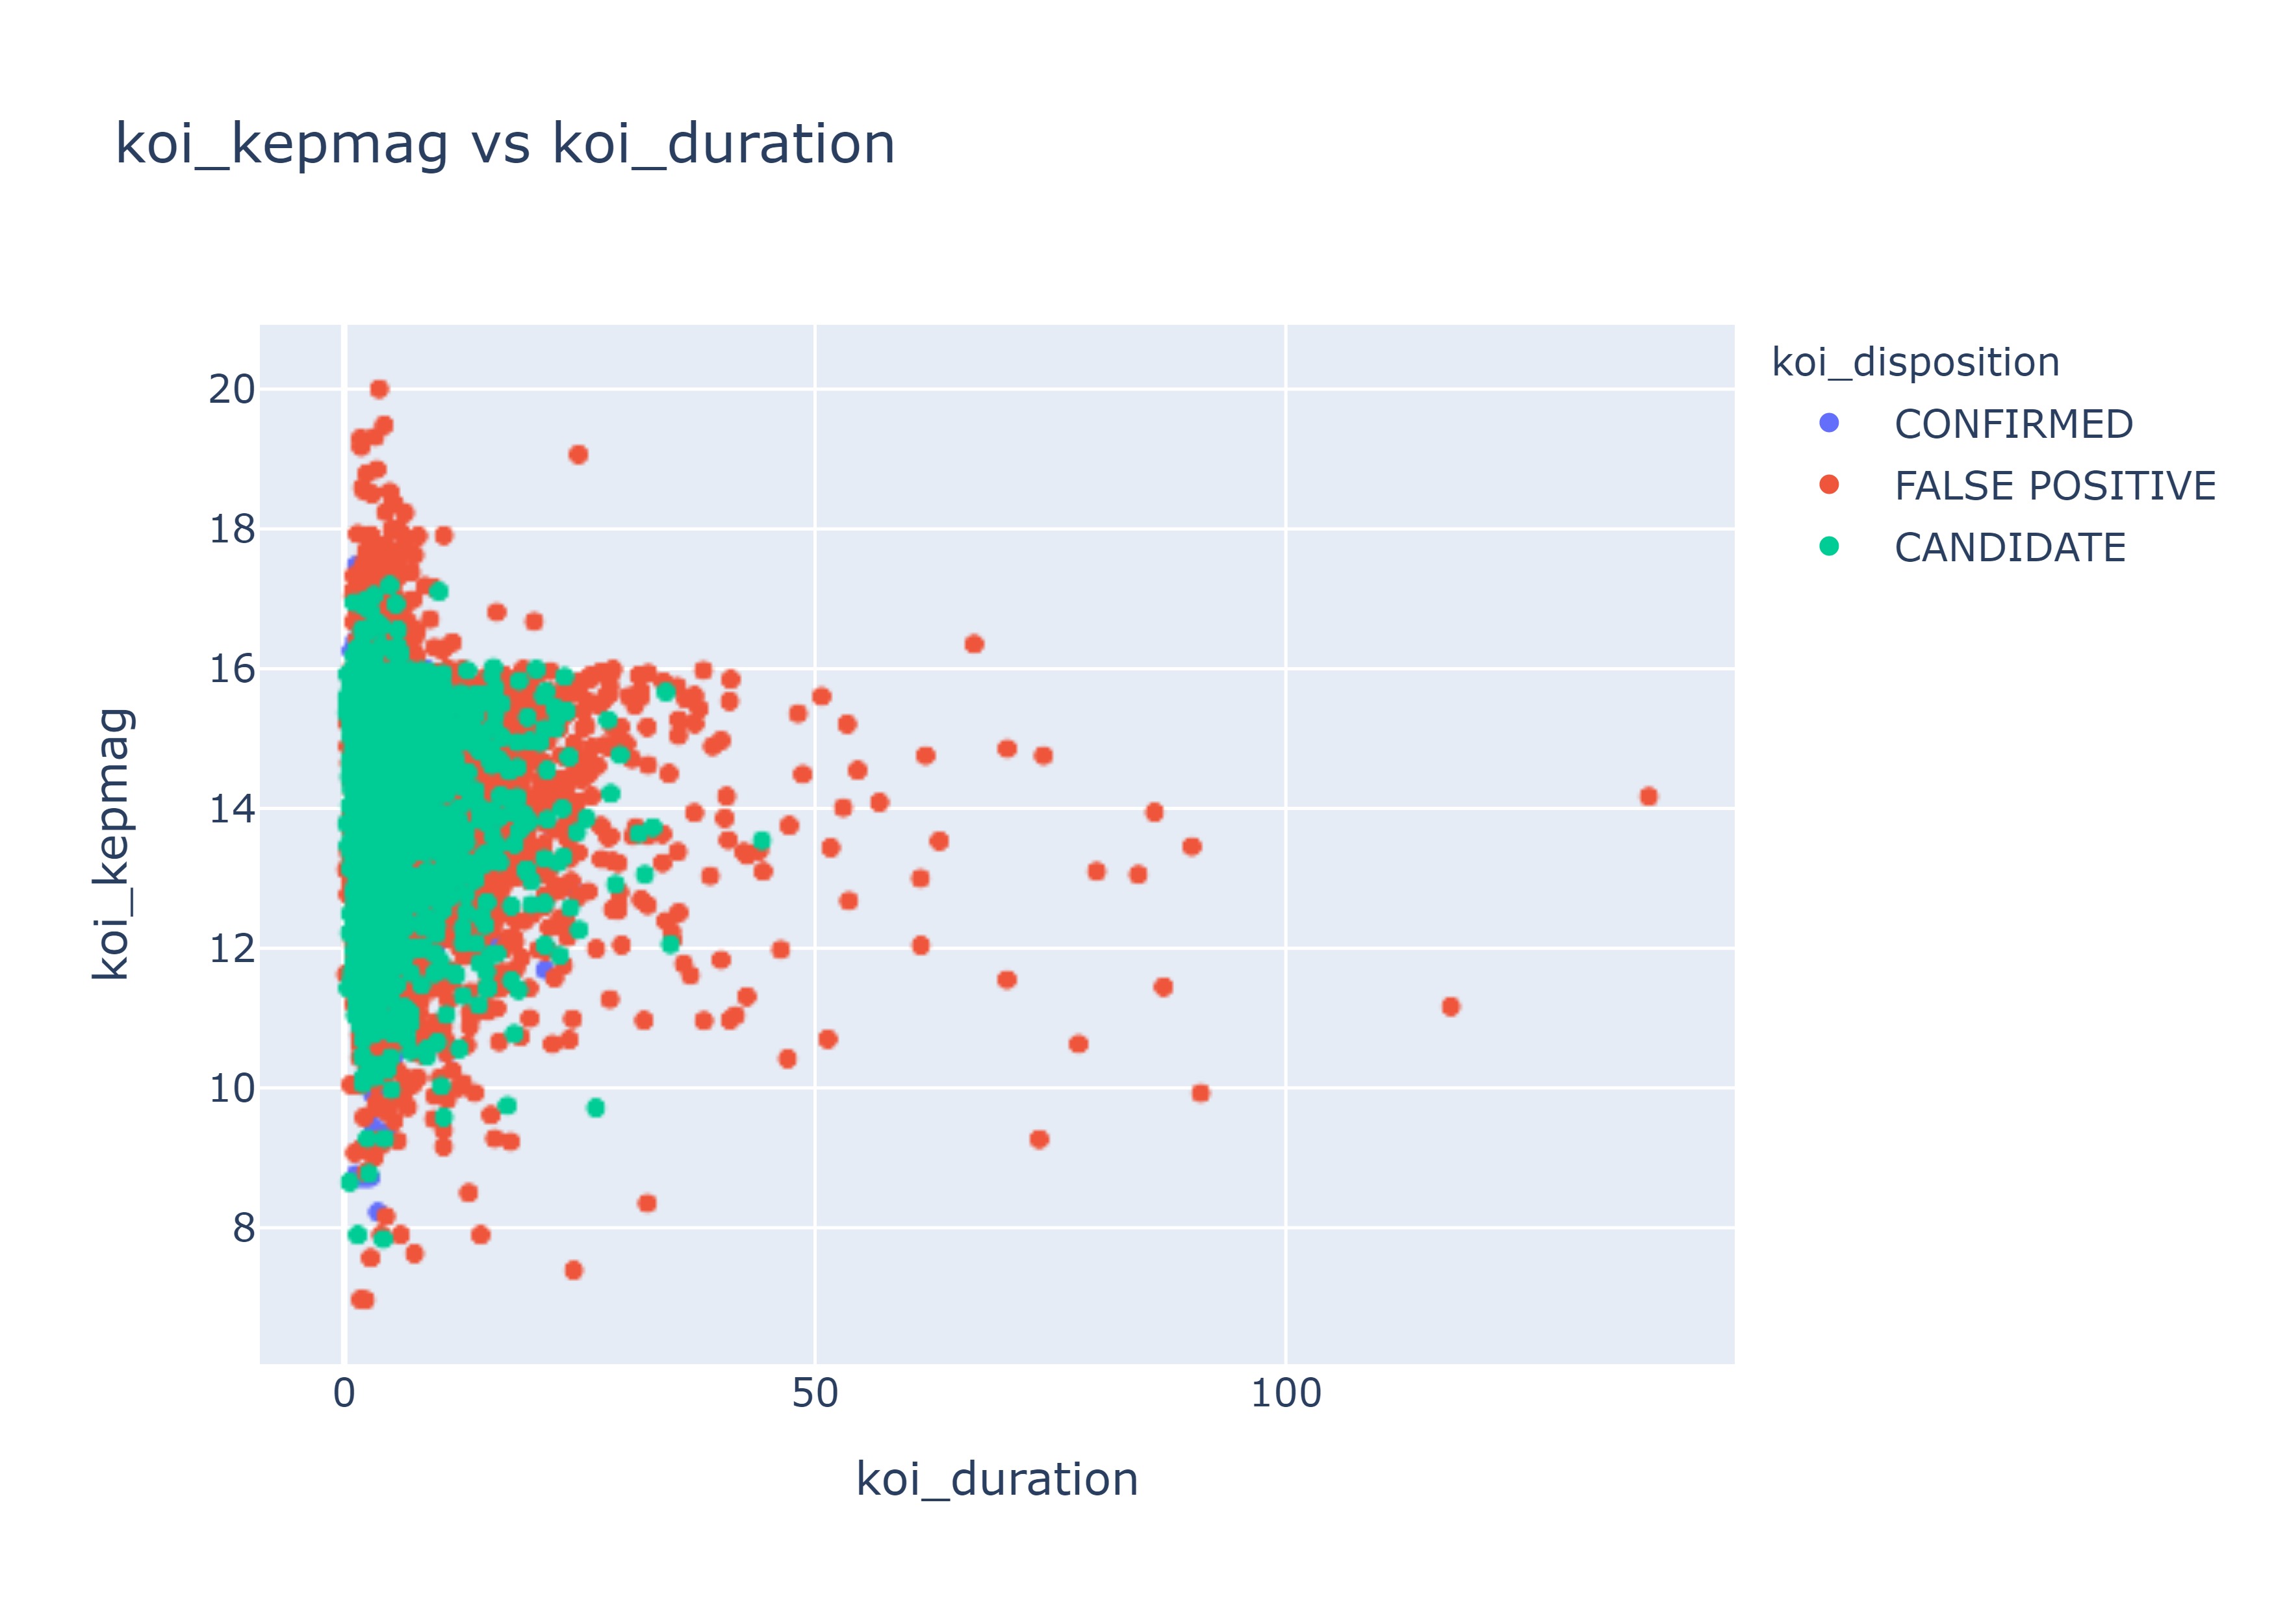 koi_kepmag vs koi_duration
koi_disposition
CONFIRMED
FALSE POSITIVE
CANDIDATE
koi_kepmag
20
18
16
14
12
10
8
0 50 100
koi_duration